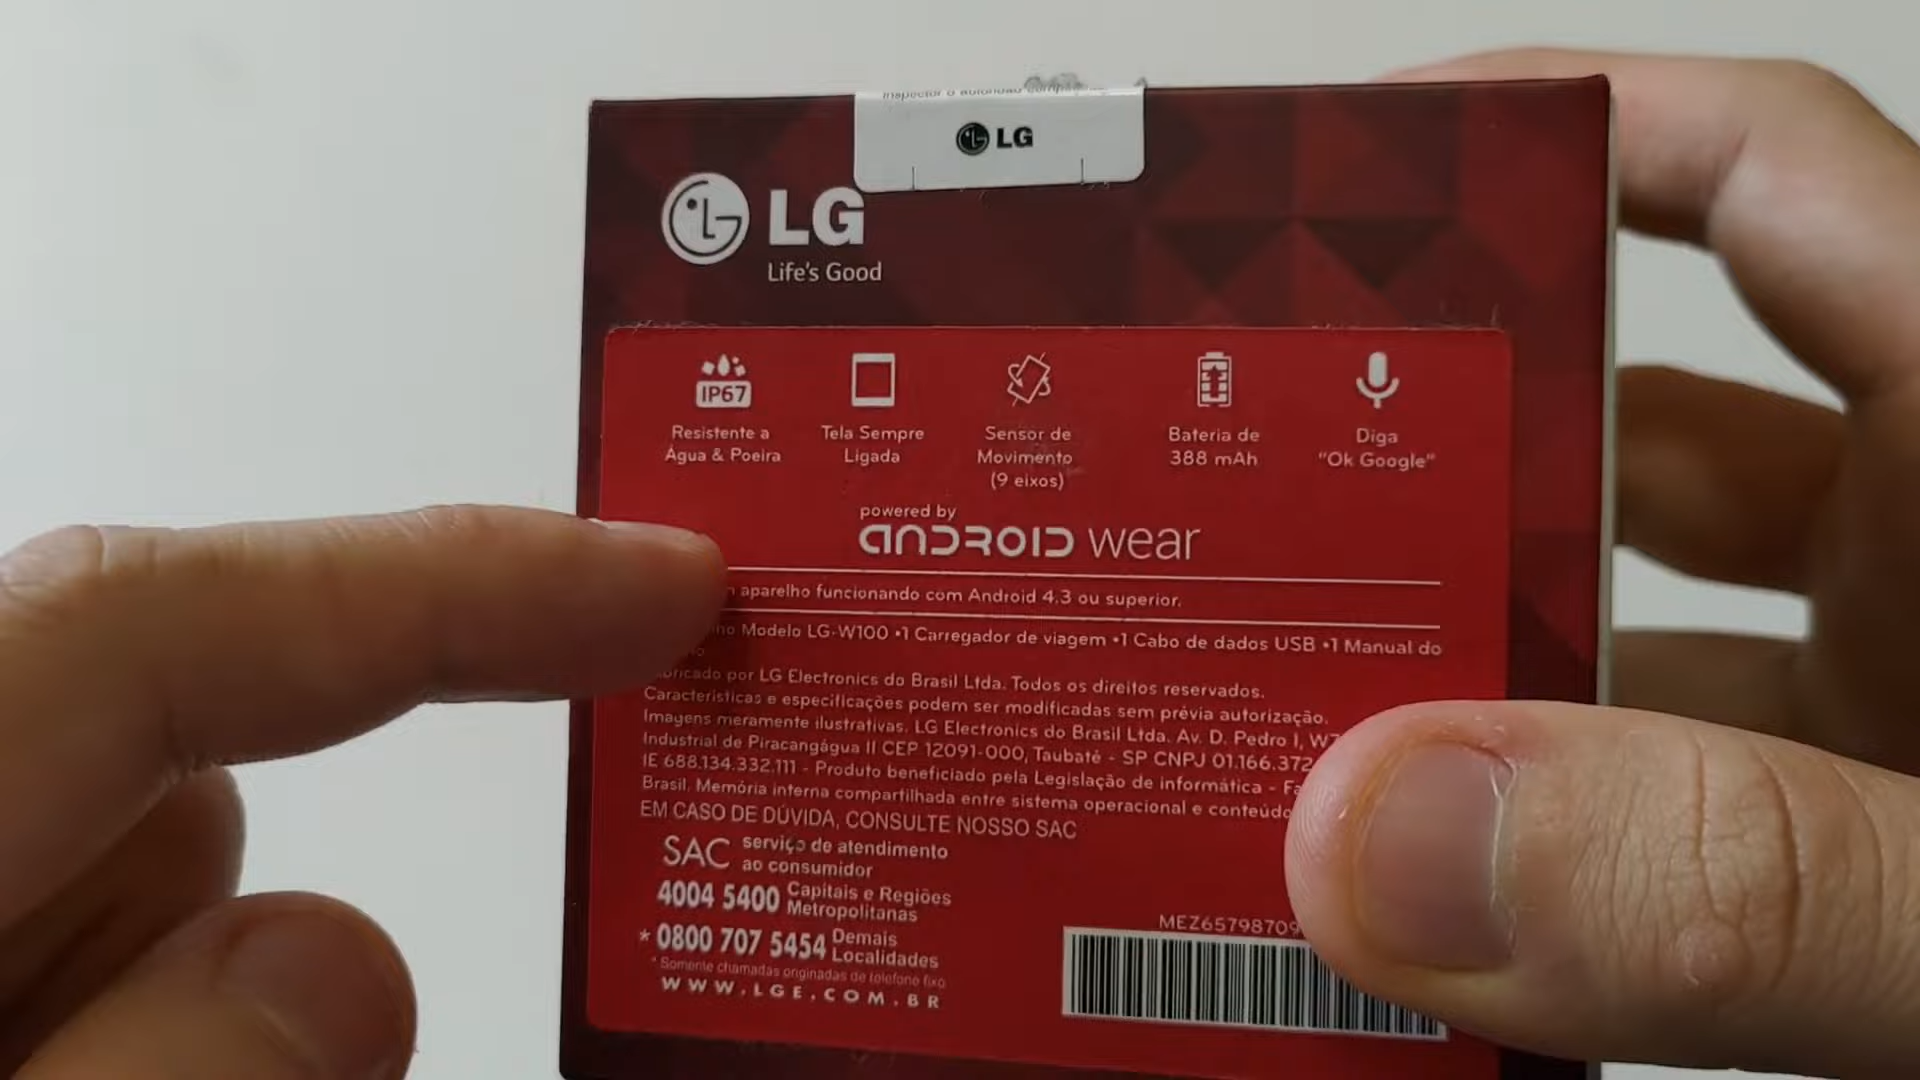 Inspector o autoridad
LG
LG
Life's Good
IP67
Resistente a Água & Poeira
Tela Sempre Ligada
Sensor de Movimento (9 eixos)
Bateria de 388 mAh
Diga "Ok Google"
powered by
ANDROID wear
aparelho funcionando com Android 4.3 ou superior.
Modelo LG-W100 •1 Carregador de viagem •1 Cabo de dados USB •1 Manual do
por LG Electronics do Brasil Ltda. Todos os direitos reservados.
Características e especificações podem ser modificadas sem prévia autorização.
Imagens meramente ilustrativas. LG Electronics do Brasil Ltda. Av. D. Pedro I,
Industrial de Piracangágua II CEP 12091-000, Taubaté - SP CNPJ 01.166.372
IE 688.134.332.111 - Produto beneficiado pela Legislação de informática -
Brasil. Memória interna compartilhada entre sistema operacional e conteúdo
EM CASO DE DÚVIDA, CONSULTE NOSSO SAC
SAC serviço de atendimento ao consumidor
4004 5400 Capitais e Regiões Metropolitanas
* 0800 707 5454 Demais Localidades
* Somente chamadas originadas de telefone fixo
WWW.LGE.COM.BR
MEZ65798709